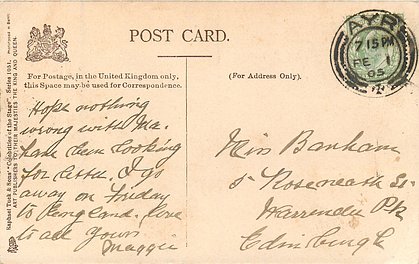 POST CARD.
For Postage, in the United Kingdom only,
this Space may be used for Correspondence.
(For Address Only).
Raphael Tuck & Sons' "Celebrities of the Stage", Series 1051.
ART PUBLISHERS TO THEIR MAJESTIES THE KING AND QUEEN.
AYR
7 15 PM
FE 1
05
Hope nothing
wrong with Ma.
have been looking
for letter. I go
away on Friday
to England. love
to all yours
Maggie
Miss Banham
5 Roseneath St.
Warrender Pk
Edinburgh